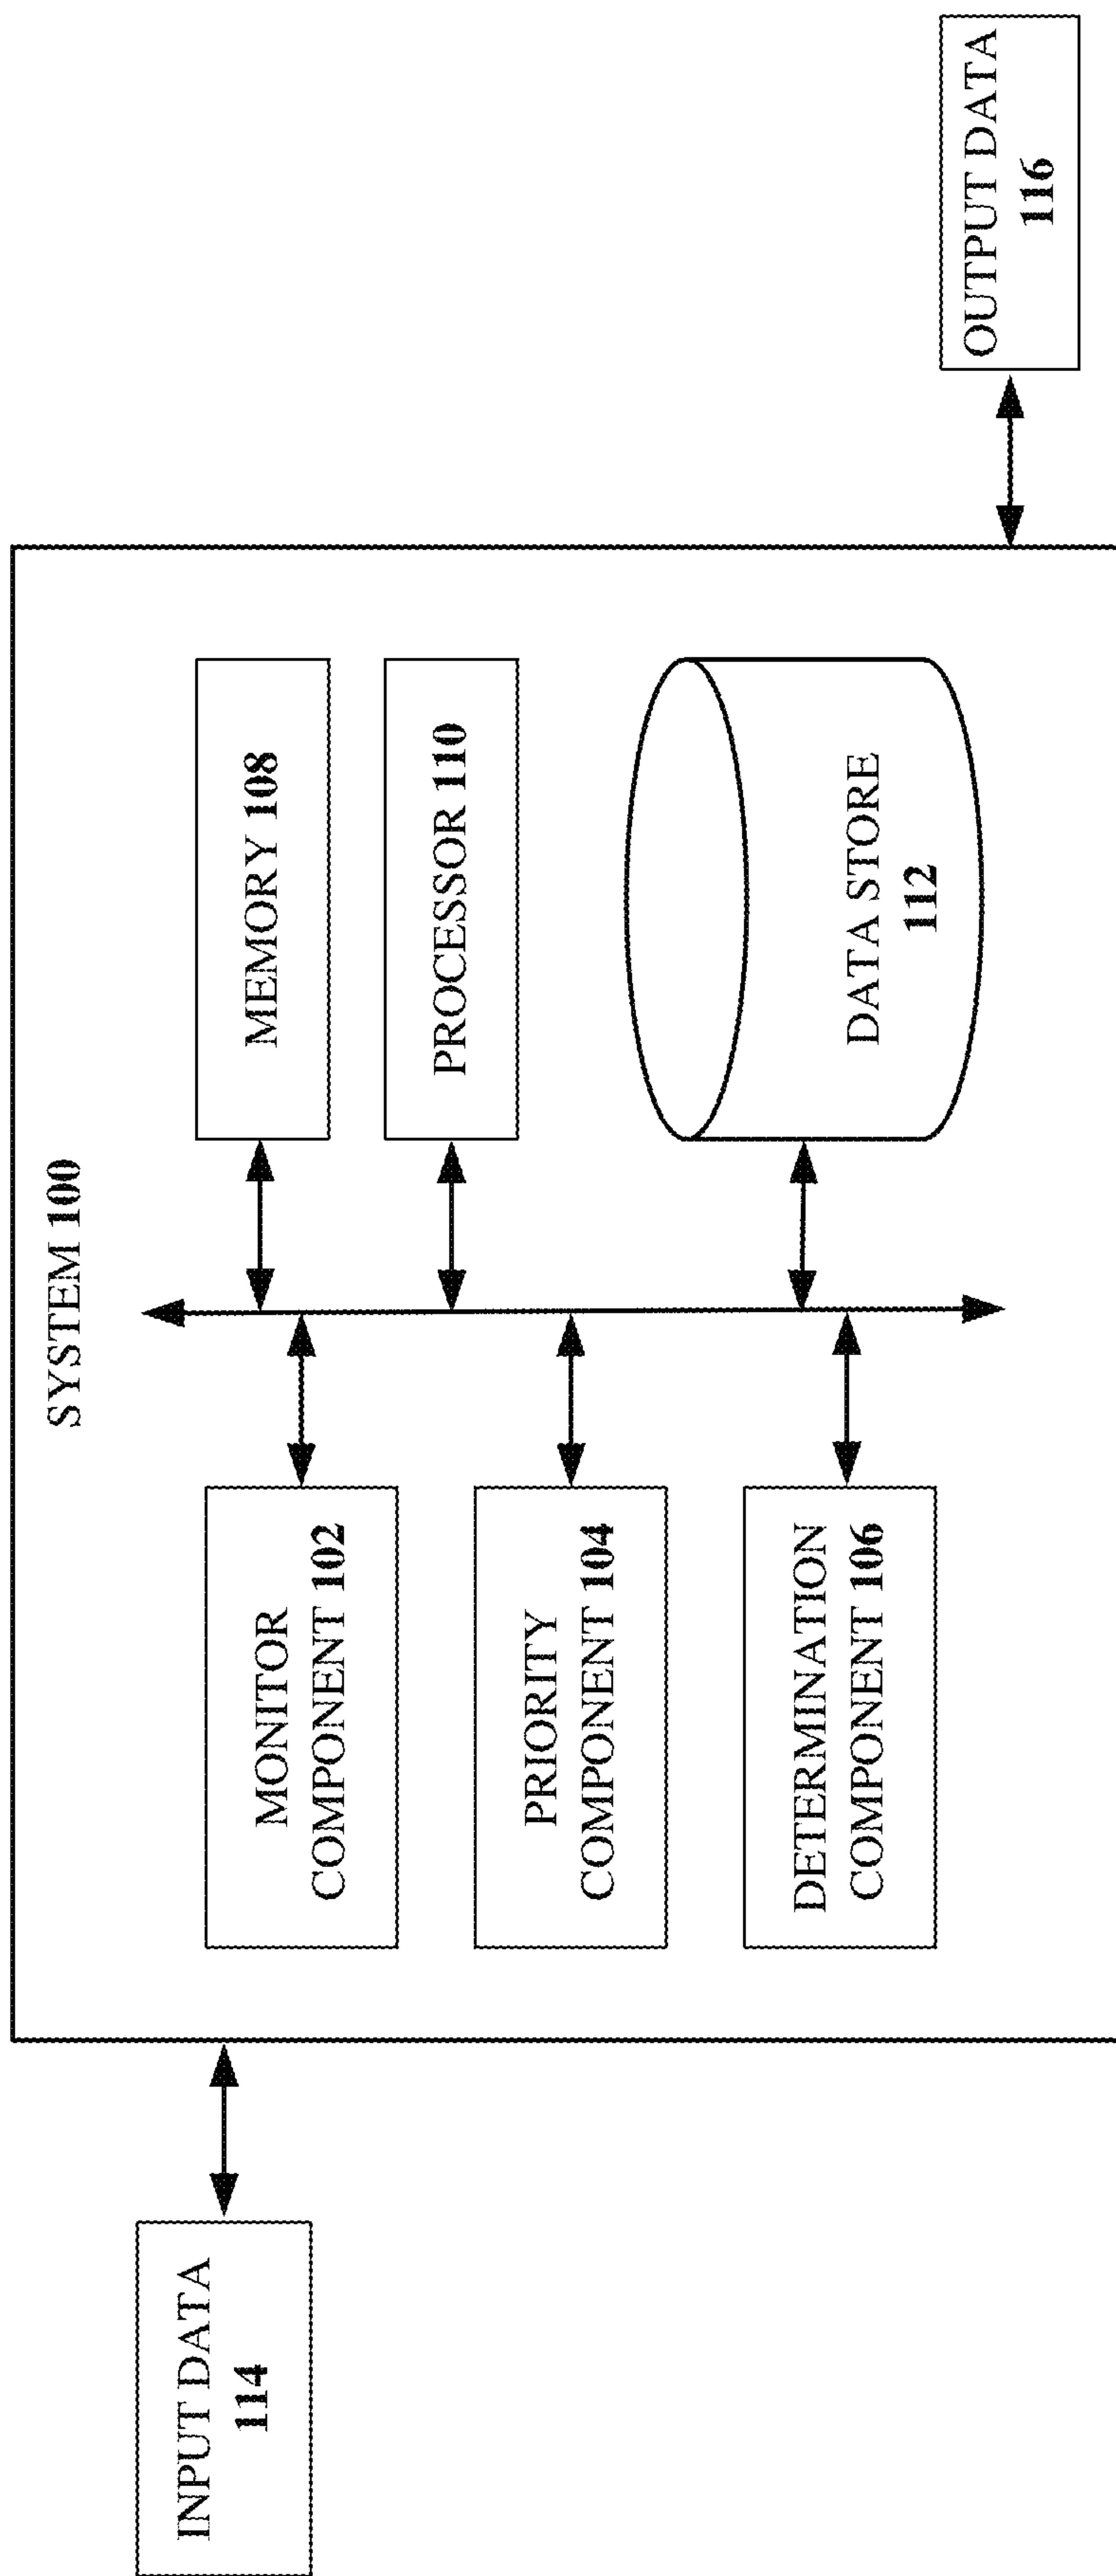 SYSTEM 100
INPUT DATA
114
MONITOR
COMPONENT 102
PRIORITY
COMPONENT 104
DETERMINATION
COMPONENT 106
MEMORY 108
PROCESSOR 110
DATA STORE
112
OUTPUT DATA
116